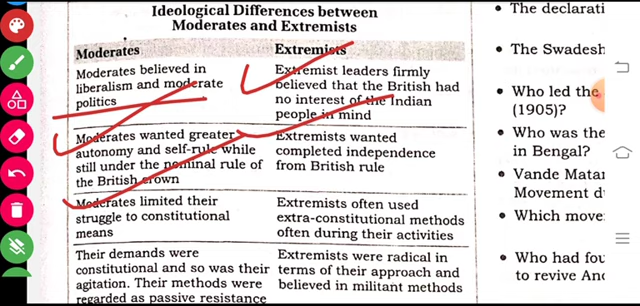 Ideological Differences between
Moderates and Extremists
Moderates
Extremists
Moderates believed in
liberalism and moderate
politics
Extremist leaders firmly
believed that the British had
no interest of the Indian
people in mind
Moderates wanted greater
autonomy and self-rule while
still under the nominal rule of
the British crown
Extremists wanted
completed independence
from British rule
Moderates limited their
struggle to constitutional
means
Extremists often used
extra-constitutional methods
often during their activities
Their demands were
constitutional and so was their
agitation. Their methods were
regarded as passive resistance
Extremists were radical in
terms of their approach and
believed in militant methods
• The declarati
• The Swadesh
• Who led the
(1905)?
• Who was the
in Bengal?
• Vande Matar
Movement d
• Which move
• Who had fou
to revive Anc